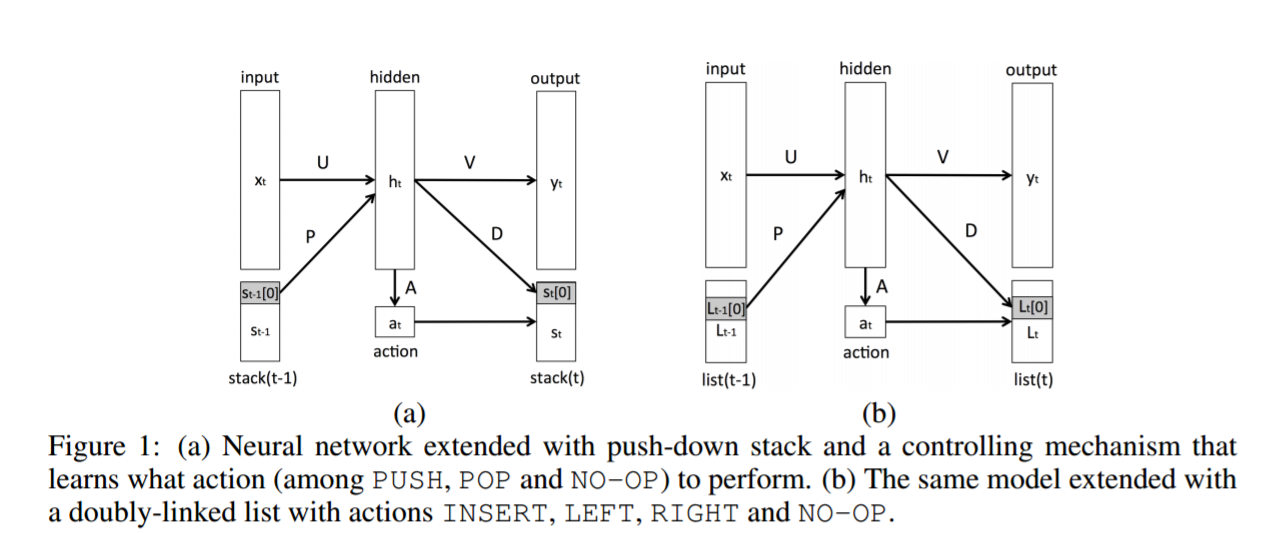 input hidden output
U V
xt ht yt
P D
St-1[0] A St[0]
St-1 at St
action
stack(t-1) stack(t)
(a)
input hidden output
U V
xt ht yt
P D
Lt-1[0] A Lt[0]
Lt-1 at Lt
action
list(t-1) list(t)
(b)
Figure 1: (a) Neural network extended with push-down stack and a controlling mechanism that
learns what action (among PUSH, POP and NO-OP) to perform. (b) The same model extended with
a doubly-linked list with actions INSERT, LEFT, RIGHT and NO-OP.